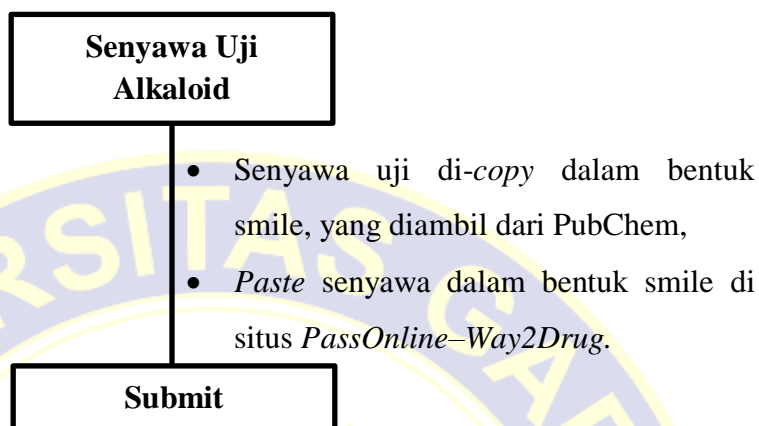 Senyawa Uji
Alkaloid
• Senyawa uji di-copy dalam bentuk
smile, yang diambil dari PubChem,
• Paste senyawa dalam bentuk smile di
situs PassOnline–Way2Drug.
Submit